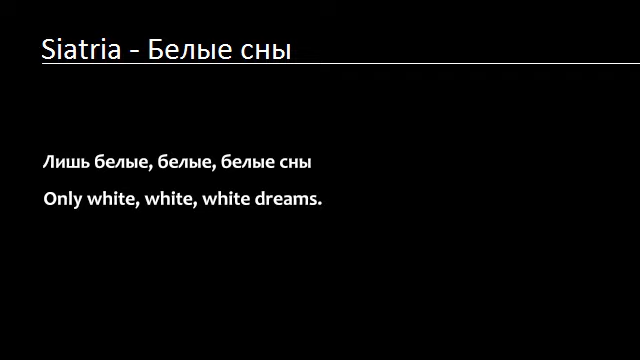 Siatria - Белые сны
Лишь белые, белые, белые сны
Only white, white, white dreams.